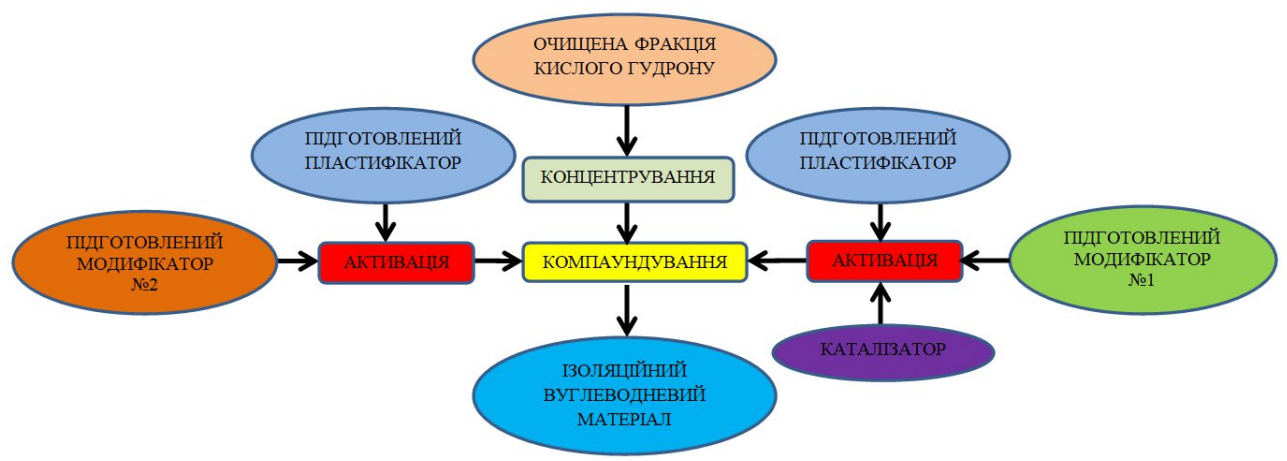 ОЧИЩЕНА ФРАКЦІЯ
КИСЛОГО ГУДРОНУ
ПІДГОТОВЛЕНИЙ
ПЛАСТИФІКАТОР
КОНЦЕНТРУВАННЯ
ПІДГОТОВЛЕНИЙ
ПЛАСТИФІКАТОР
ПІДГОТОВЛЕНИЙ
МОДИФІКАТОР
№2
АКТИВАЦІЯ
КОМПАУНДУВАННЯ
АКТИВАЦІЯ
ПІДГОТОВЛЕНИЙ
МОДИФІКАТОР
№1
КАТАЛІЗАТОР
ІЗОЛЯЦІЙНИЙ
ВУГЛЕВОДНЕВИЙ
МАТЕРІАЛ